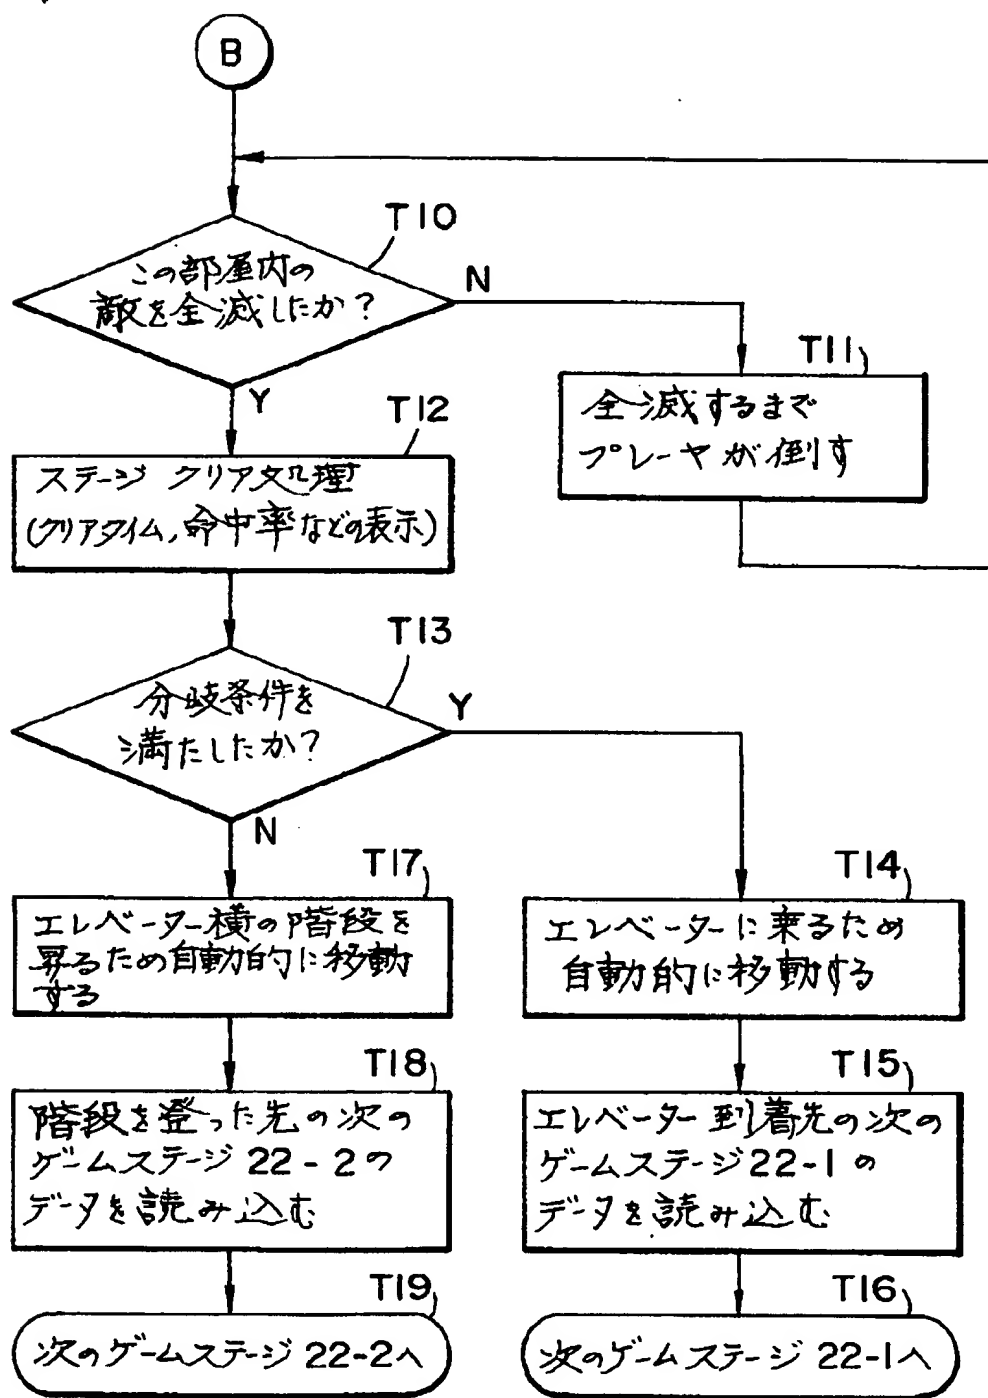 B
T10
この部屋内の
敵を全滅したか?
N
Y
T11
全滅するまで
プレーヤが倒す
T12
ステージ クリア処理
(クリアタイム,命中率などの表示)
T13
分岐条件を
満たしたか?
Y
N
T17
エレベーター横の階段を
昇るため自動的に移動
する
T14
エレベーターに乗るため
自動的に移動する
T18
階段を登った先の次の
ゲームステージ 22-2の
データを読み込む
T15
エレベーター到着先の次の
ゲームステージ22-1の
データを読み込む
T19
次のゲームステージ 22-2へ
T16
次のゲームステージ 22-1へ